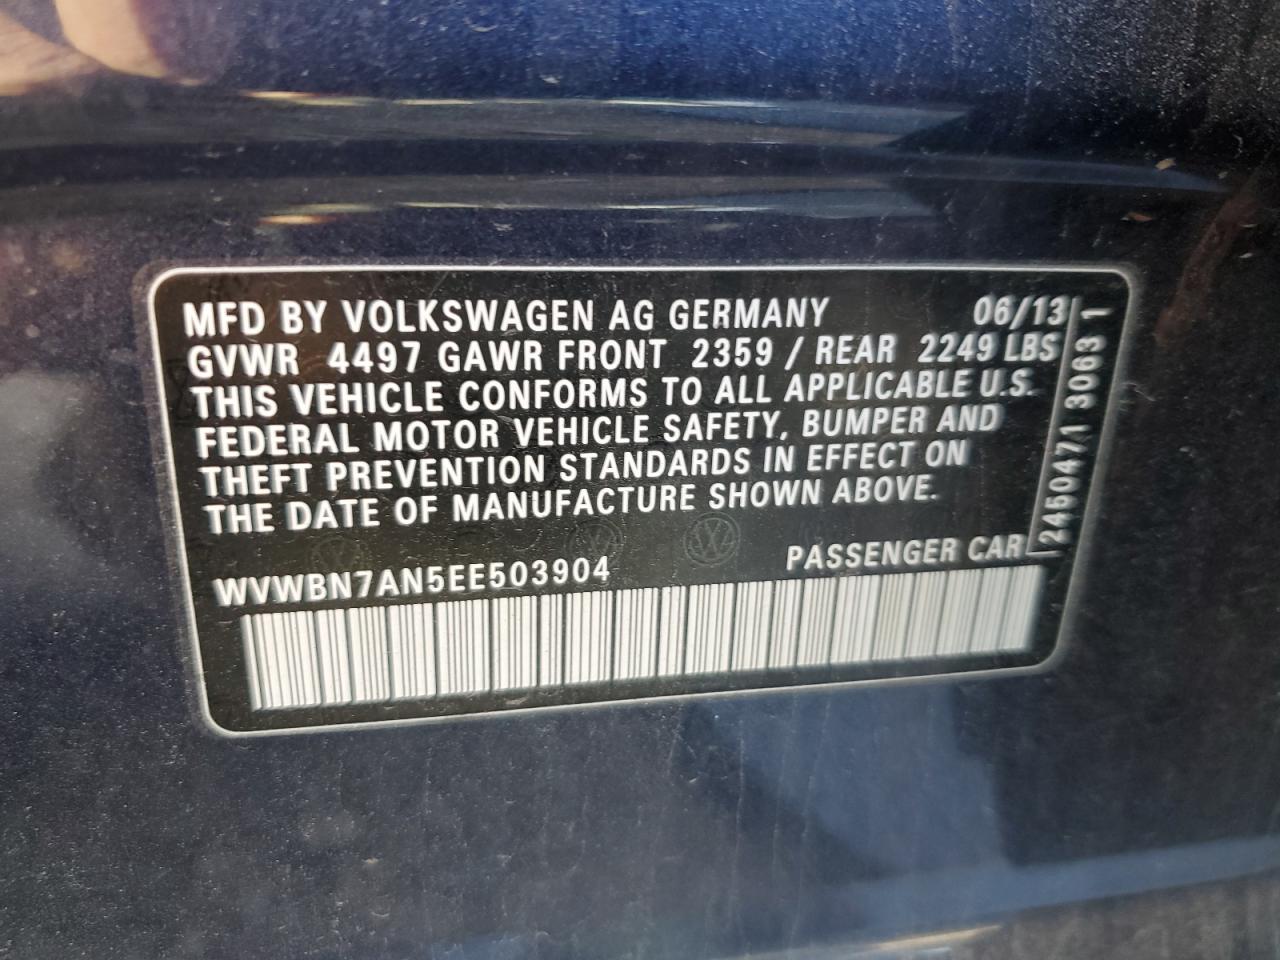 MFD BY VOLKSWAGEN AG GERMANY 06/13
GVWR 4497 GAWR FRONT 2359 / REAR 2249 LBS
THIS VEHICLE CONFORMS TO ALL APPLICABLE U.S.
FEDERAL MOTOR VEHICLE SAFETY, BUMPER AND
THEFT PREVENTION STANDARDS IN EFFECT ON
THE DATE OF MANUFACTURE SHOWN ABOVE.
WVWBN7AN5EE503904 PASSENGER CAR
2450471 3063 1